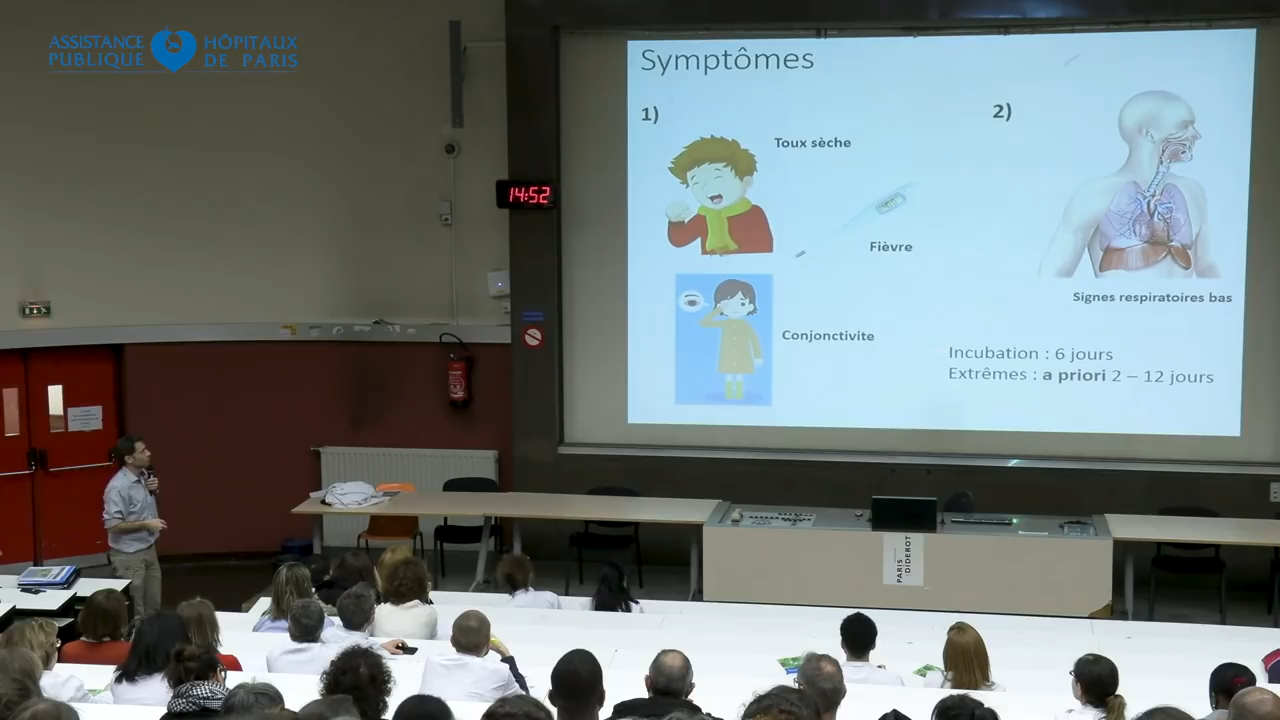 ASSISTANCE HÔPITAUX
PUBLIQUE DE PARIS
Symptômes
1)
2)
Toux sèche
14:52
Fièvre
Signes respiratoires bas
Conjonctivite
Incubation : 6 jours
Extrêmes : a priori 2 – 12 jours
PARIS
DIDEROT